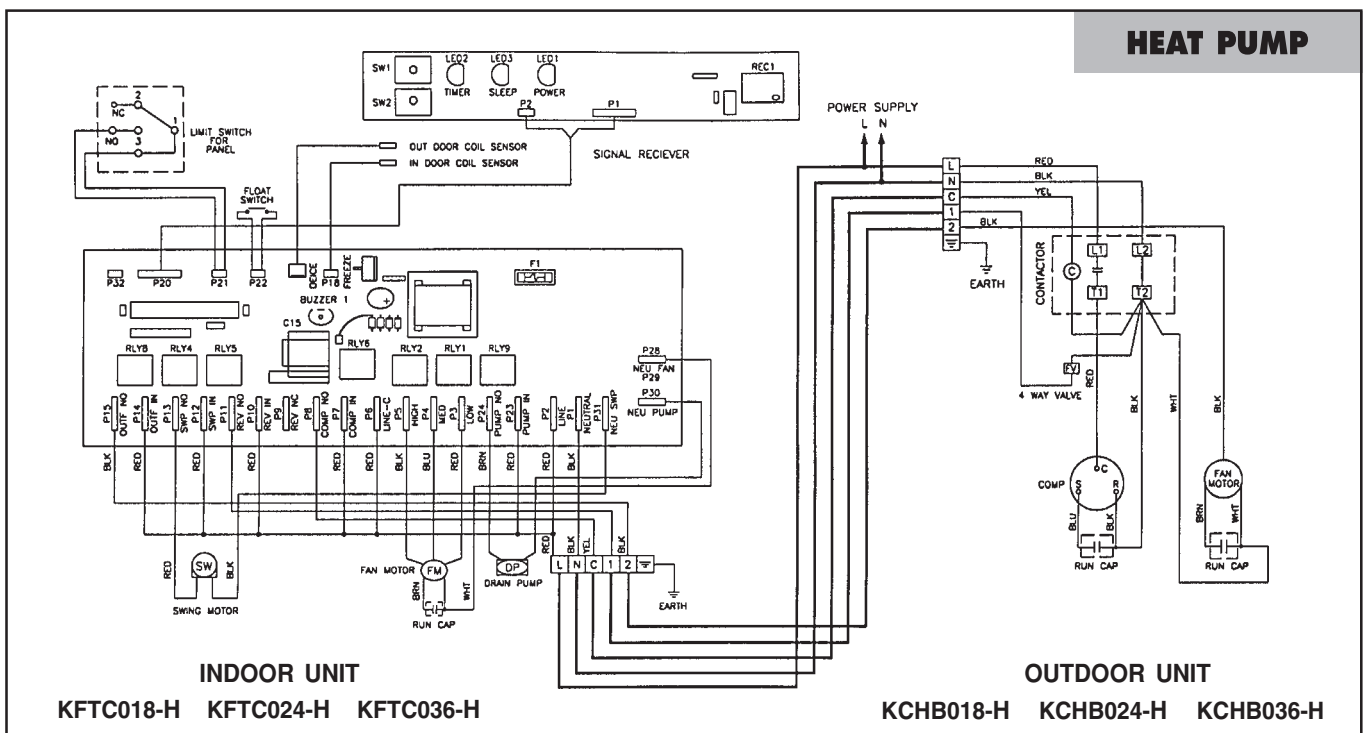 HEAT PUMP
SW1
SW2
LED2
TIMER
LED3
SLEEP
LED1
POWER
P2
P1
REC1
SIGNAL RECIEVER
2
NC
1
NO
3
LIMIT SWITCH
FOR
PANEL
OUT DOOR COIL SENSOR
IN DOOR COIL SENSOR
FLOAT
SWITCH
POWER SUPPLY
L N
L
N
C
1
2
RED
BLK
YEL
BLK
EARTH
CONTACTOR
C
L1
L2
T1
T2
FV
4 WAY VALVE
RED
BLK
WHT
BLK
COMP
C
S
R
BLU
BLK
RUN CAP
FAN
MOTOR
BRN
WHT
RUN CAP
P32
P20
P21
P22
DEICE
P18
FREEZE
F1
BUZZER 1
C15
RLY8
RLY4
RLY5
RLY6
RLY2
RLY1
RLY9
P28
NEU FAN
P29
P30
NEU PUMP
P15
OUTF NO
P14
OUTF IN
P13
SWP NO
P12
SWP IN
P11
REV NO
P10
REV IN
P9
REV NC
P8
COMP NO
P7
COMP IN
P6
LINE-C
P5
HIGH
P4
MED
P3
LOW
P24
PUMP NO
P23
PUMP IN
P2
LINE
P1
NEUTRAL
P31
NEU SWP
BLK
RED
RED
RED
RED
RED
BLK
BLU
RED
BRN
RED
RED
BLK
RED
SW
BLK
SWING MOTOR
FAN MOTOR
FM
BRN
WHT
RUN CAP
DP
DRAIN PUMP
RED
BLK
YEL
BLK
L N C 1 2
EARTH
INDOOR UNIT
KFTC018-H KFTC024-H KFTC036-H
OUTDOOR UNIT
KCHB018-H KCHB024-H KCHB036-H